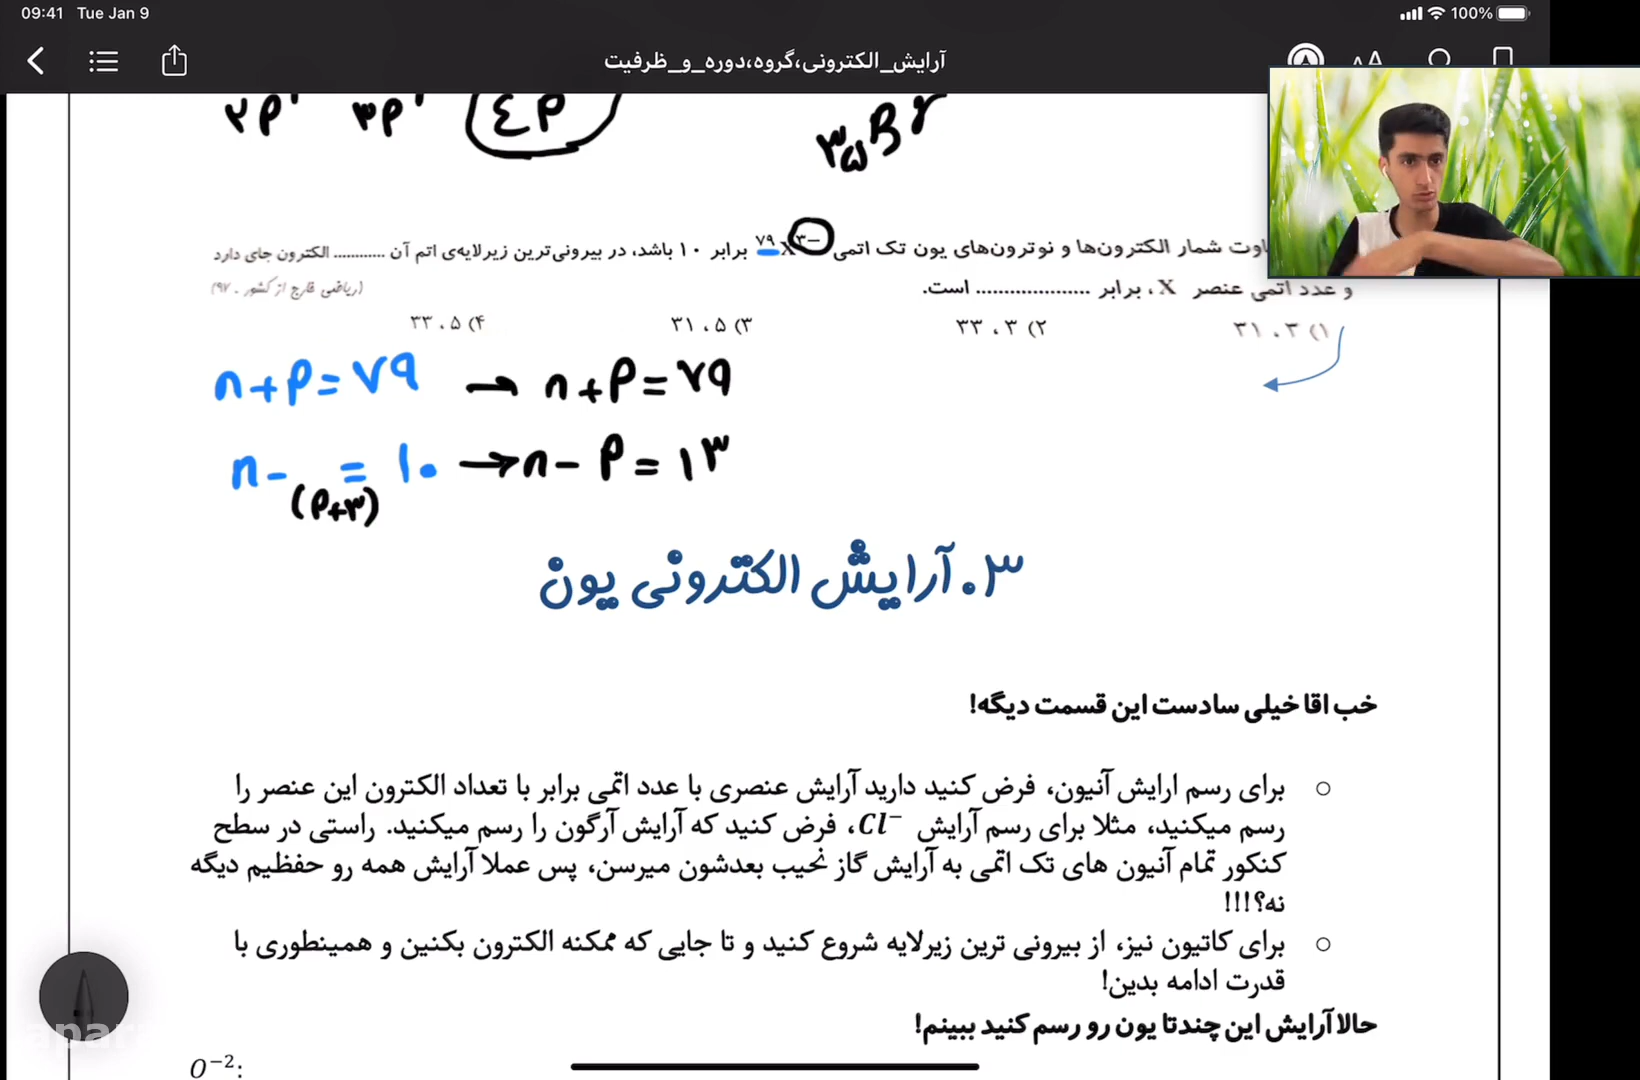 09:41 Tue Jan 9
100%
آرایش_الکترونی،گروه،دوره_و_ظرفیت
AA
۲p ۳p ۴p
۳۵Br
شمار الکترون‌ها و نوترون‌های یون تک اتمی ⁷⁹X³⁻ برابر ۱۰ باشد، در بیرونی‌ترین زیرلایه‌ی اتم آن ............ الکترون جای دارد
و عدد اتمی عنصر X ، برابر .................... است.
(ریاضی خارج از کشور ـ ۹۷)
۱) ۳ ، ۳۱
۲) ۳ ، ۳۳
۳) ۵ ، ۳۱
۴) ۵ ، ۳۳
n+p=۷۹ → n+p=۷۹
n-(p+۳)=۱۰ → n-p=۱۳
۳.آرایش الکترونی یون
خب اقا خیلی سادست این قسمت دیگه!
○ برای رسم ارایش آنیون، فرض کنید دارید آرایش عنصری با عدد اتمی برابر با تعداد الکترون این عنصر را
رسم میکنید، مثلا برای رسم آرایش Cl⁻، فرض کنید که آرایش آرگون را رسم میکنید. راستی در سطح
کنکور تمام آنیون های تک اتمی به آرایش گاز نجیب بعدشون میرسن، پس عملا آرایش همه رو حفظیم دیگه
نه؟!!!
○ برای کاتیون نیز، از بیرونی ترین زیرلایه شروع کنید و تا جایی که ممکنه الکترون بکنین و همینطوری با
قدرت ادامه بدین!
حالا آرایش این چندتا یون رو رسم کنید ببینم!
O⁻²: